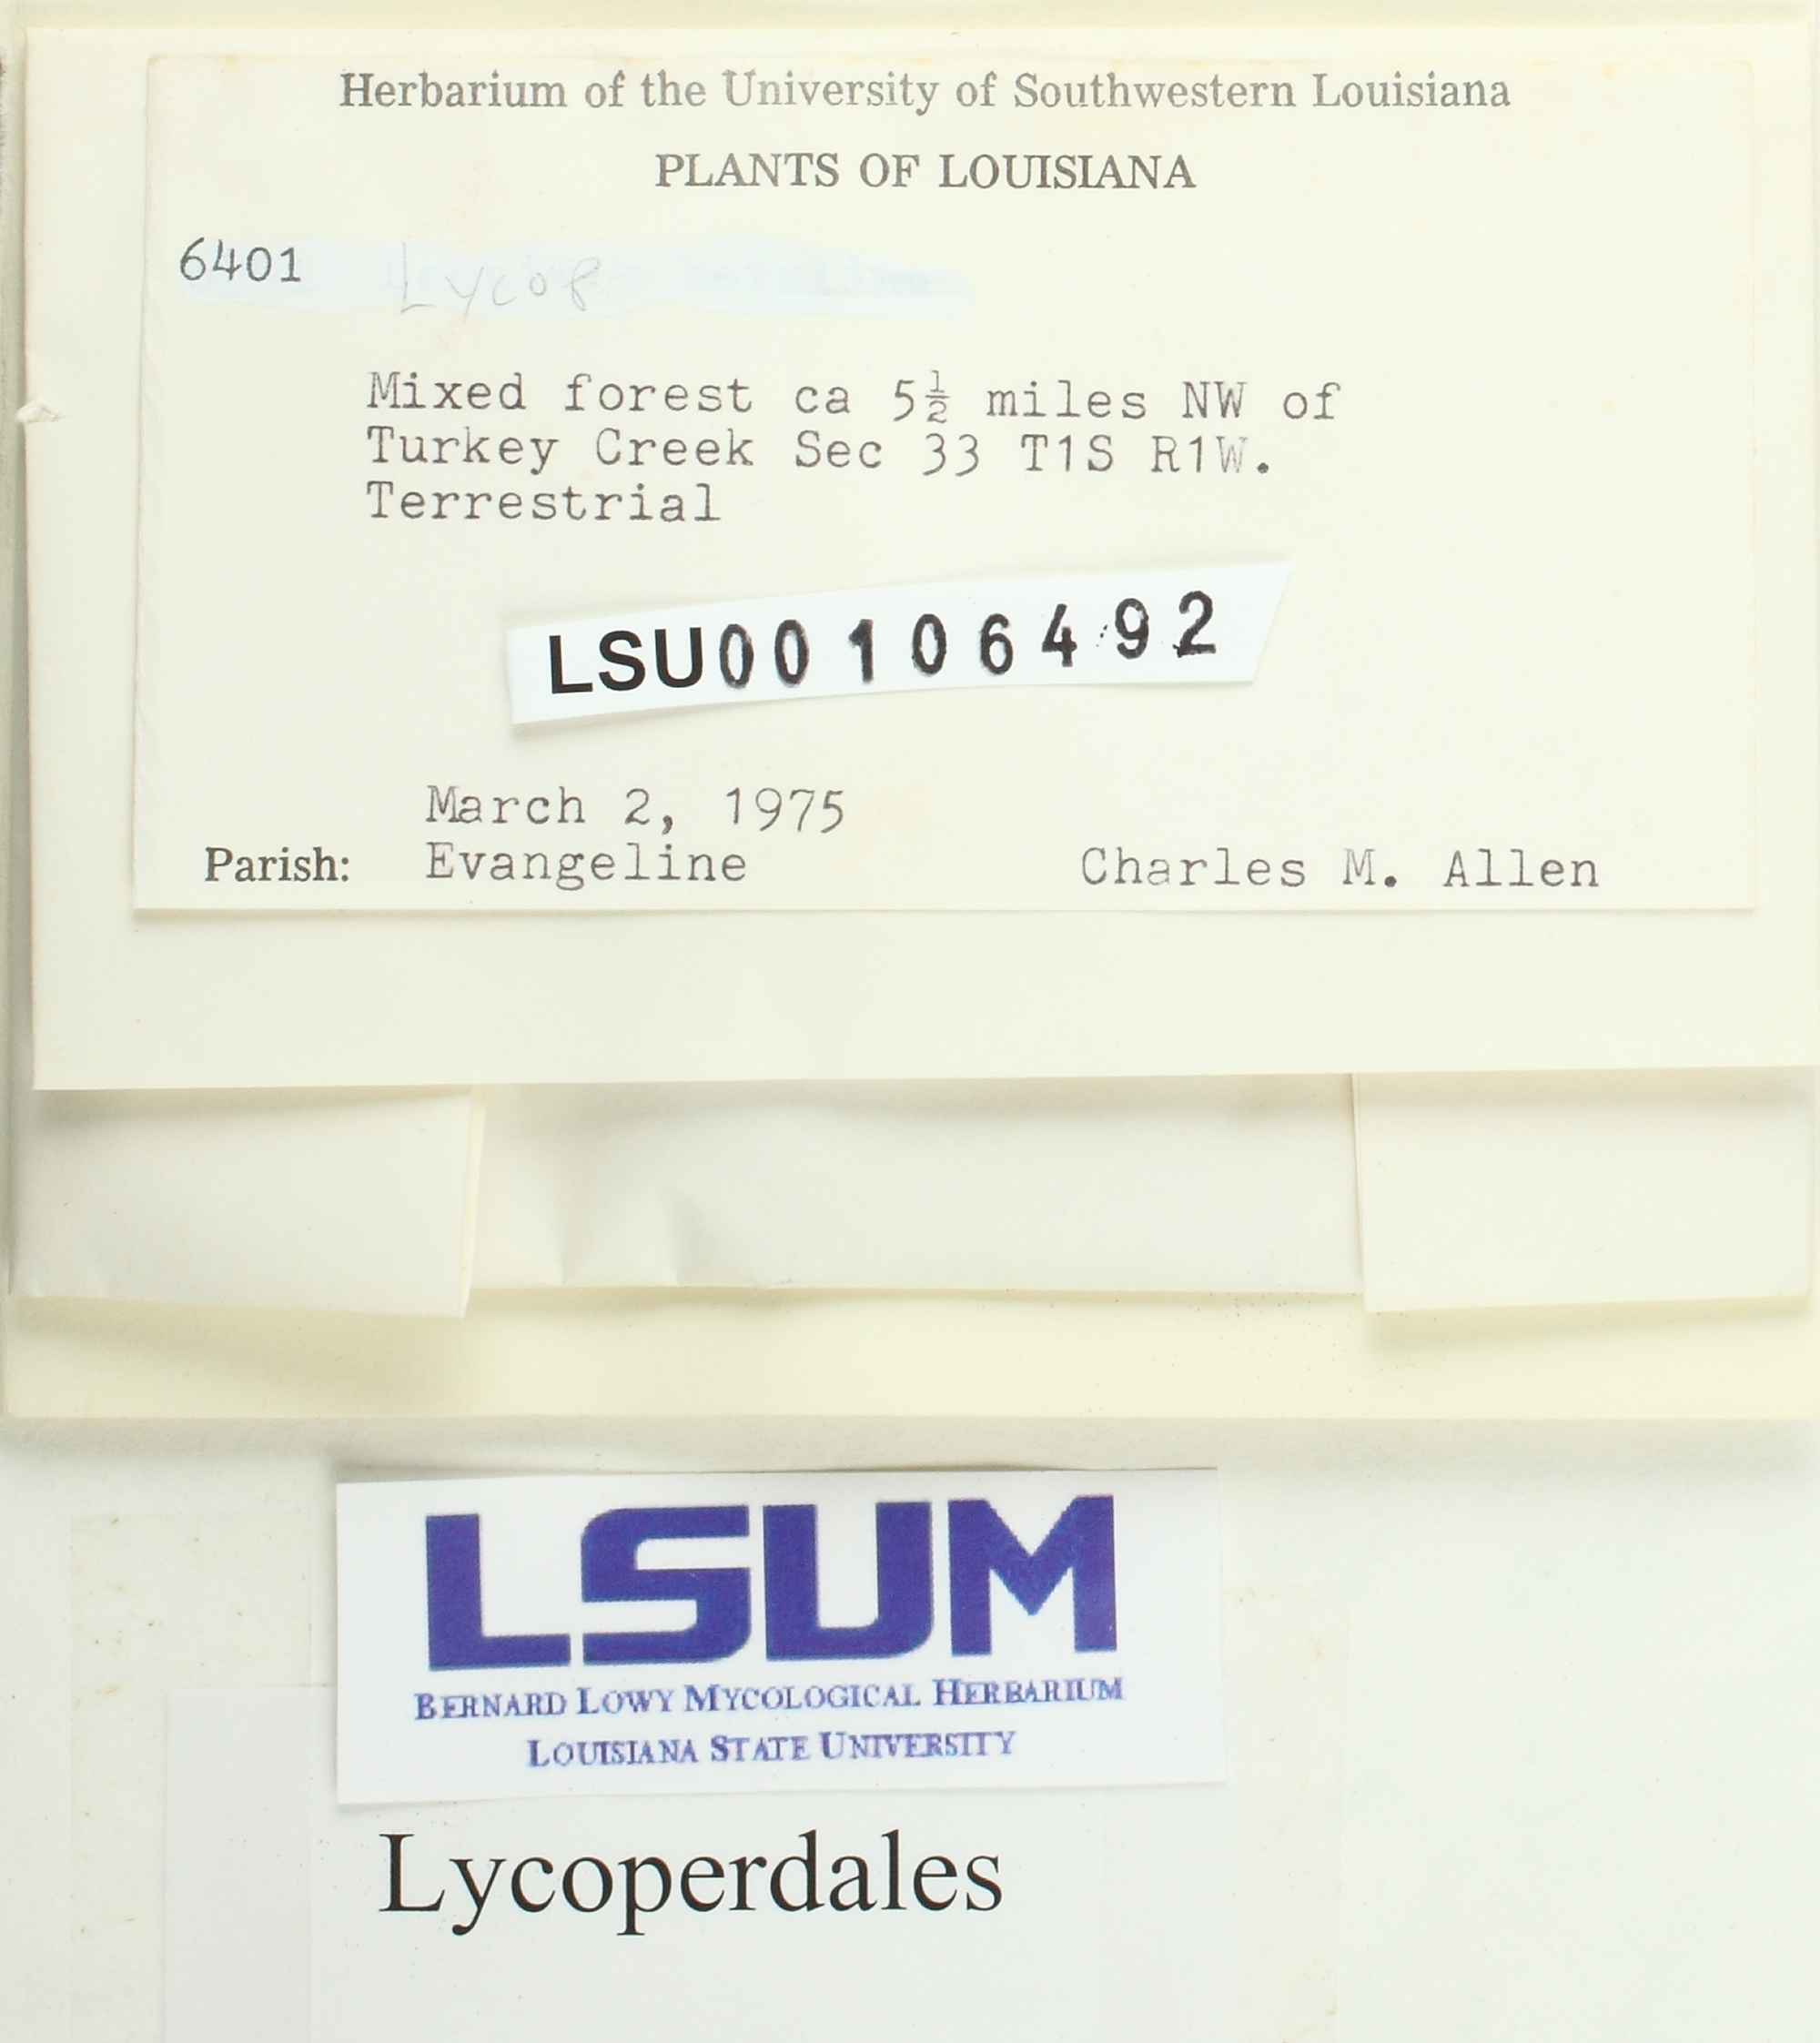 Herbarium of the University of Southwestern Louisiana
PLANTS OF LOUISIANA
6401 Lycop
Mixed forest ca 5½ miles NW of
Turkey Creek Sec 33 T1S R1W.
Terrestrial
LSU00106492
March 2, 1975
Parish: Evangeline Charles M. Allen
LSUM
BERNARD LOWY MYCOLOGICAL HERBARIUM
LOUISIANA STATE UNIVERSITY
Lycoperdales